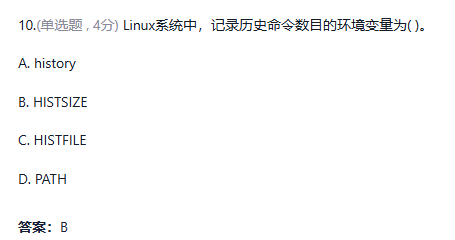 10.(单选题 , 4分) Linux系统中，记录历史命令数目的环境变量为( )。
A. history
B. HISTSIZE
C. HISTFILE
D. PATH
答案：B